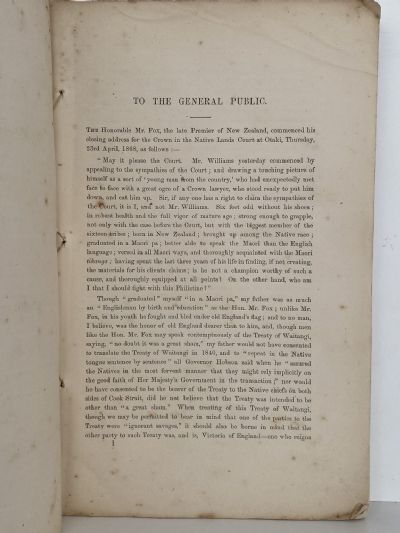 TO THE GENERAL PUBLIC.
THE Honorable Mr. Fox, the late Premier of New Zealand, commenced his
closing address for the Crown in the Native Lands Court at Otaki, Thursday,
23rd April, 1868, as follows :—
"May it please the Court. Mr. Williams yesterday commenced by
appealing to the sympathies of the Court; and drawing a touching picture of
himself as a sort of 'young man from the country,' who had unexpectedly met
face to face with a great ogre of a Crown lawyer, who stood ready to put him
down, and eat him up. Sir, if any one has a right to claim the sympathies of
the Court, it is I, and not Mr. Williams. Six feet odd without his shoes;
in robust health and the full vigor of mature age; strong enough to grapple,
not only with the case before the Court, but with the biggest member of the
sixteen tribes; born in New Zealand; brought up among the Native race;
graduated in a Maori pa; better able to speak the Maori than the English
language; versed in all Maori ways, and thoroughly acquainted with the Maori
tikanga; having spent the last three years of his life in finding, if not creating,
the materials for his clients claims; is he not a champion worthy of such a
cause, and thoroughly equipped at all points! On the other hand, who am
I that I should fight with this Philistine?"
Though "graduated" myself "in a Maori pa," my father was as much
an "Englishman by birth and education" as the Hon. Mr. Fox; unlike Mr.
Fox, in his youth he fought and bled under old England's flag; and to no man,
I believe, was the honor of old England dearer than to him, and, though men
like the Hon. Mr. Fox may speak contemptuously of the Treaty of Waitangi,
saying, "no doubt it was a great sham," my father would not have consented
to translate the Treaty of Waitangi in 1840, and to "repeat in the Native
tongue sentence by sentence" all Governor Hobson said when he "assured
the Natives in the most fervent manner that they might rely implicitly on
the good faith of Her Majesty's Government in the transaction;" nor would
he have consented to be the bearer of the Treaty to the Native chiefs on both
sides of Cook Strait, did he not believe that the Treaty was intended to be
other than "a great sham." When treating of this Treaty of Waitangi,
though we may be permitted to bear in mind that one of the parties to the
Treaty were "ignorant savages," it should also be borne in mind that the
other party to such Treaty was, and is, Victoria of England—one who reigns
1